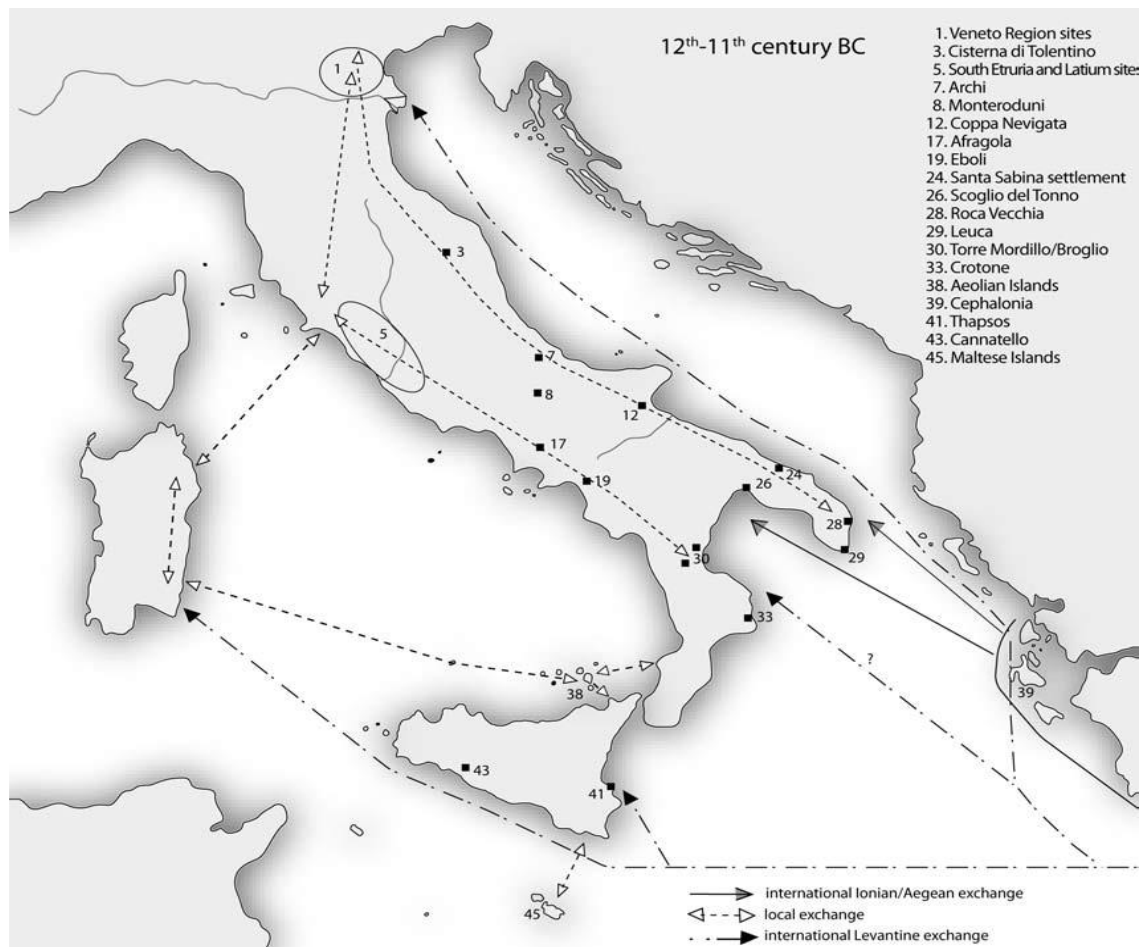 12th-11th century BC
1. Veneto Region sites
3. Cisterna di Tolentino
5. South Etruria and Latium sites
7. Archi
8. Monteroduni
12. Coppa Nevigata
17. Afragola
19. Eboli
24. Santa Sabina settlement
26. Scoglio del Tonno
28. Roca Vecchia
29. Leuca
30. Torre Mordillo/Broglio
33. Crotone
38. Aeolian Islands
39. Cephalonia
41. Thapsos
43. Cannatello
45. Maltese Islands
1
3
5
7
8
12
17
19
24
26
28
29
30
33
?
38
39
43
41
45
international Ionian/Aegean exchange
local exchange
international Levantine exchange